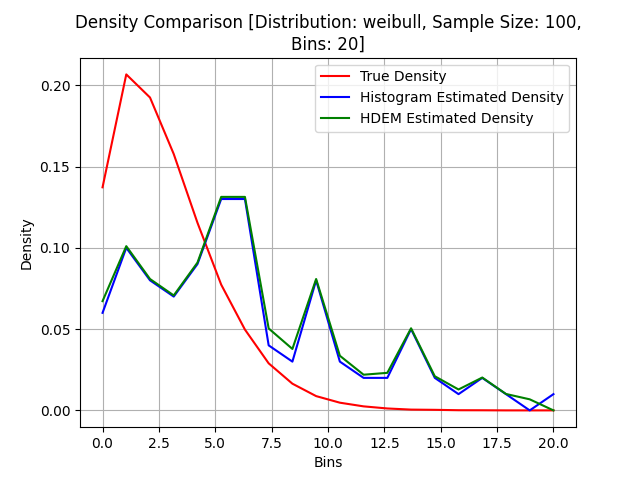 Density Comparison [Distribution: weibull, Sample Size: 100,
Bins: 20]
True Density
Histogram Estimated Density
HDEM Estimated Density
Density
0.20
0.15
0.10
0.05
0.00
0.0 2.5 5.0 7.5 10.0 12.5 15.0 17.5 20.0
Bins